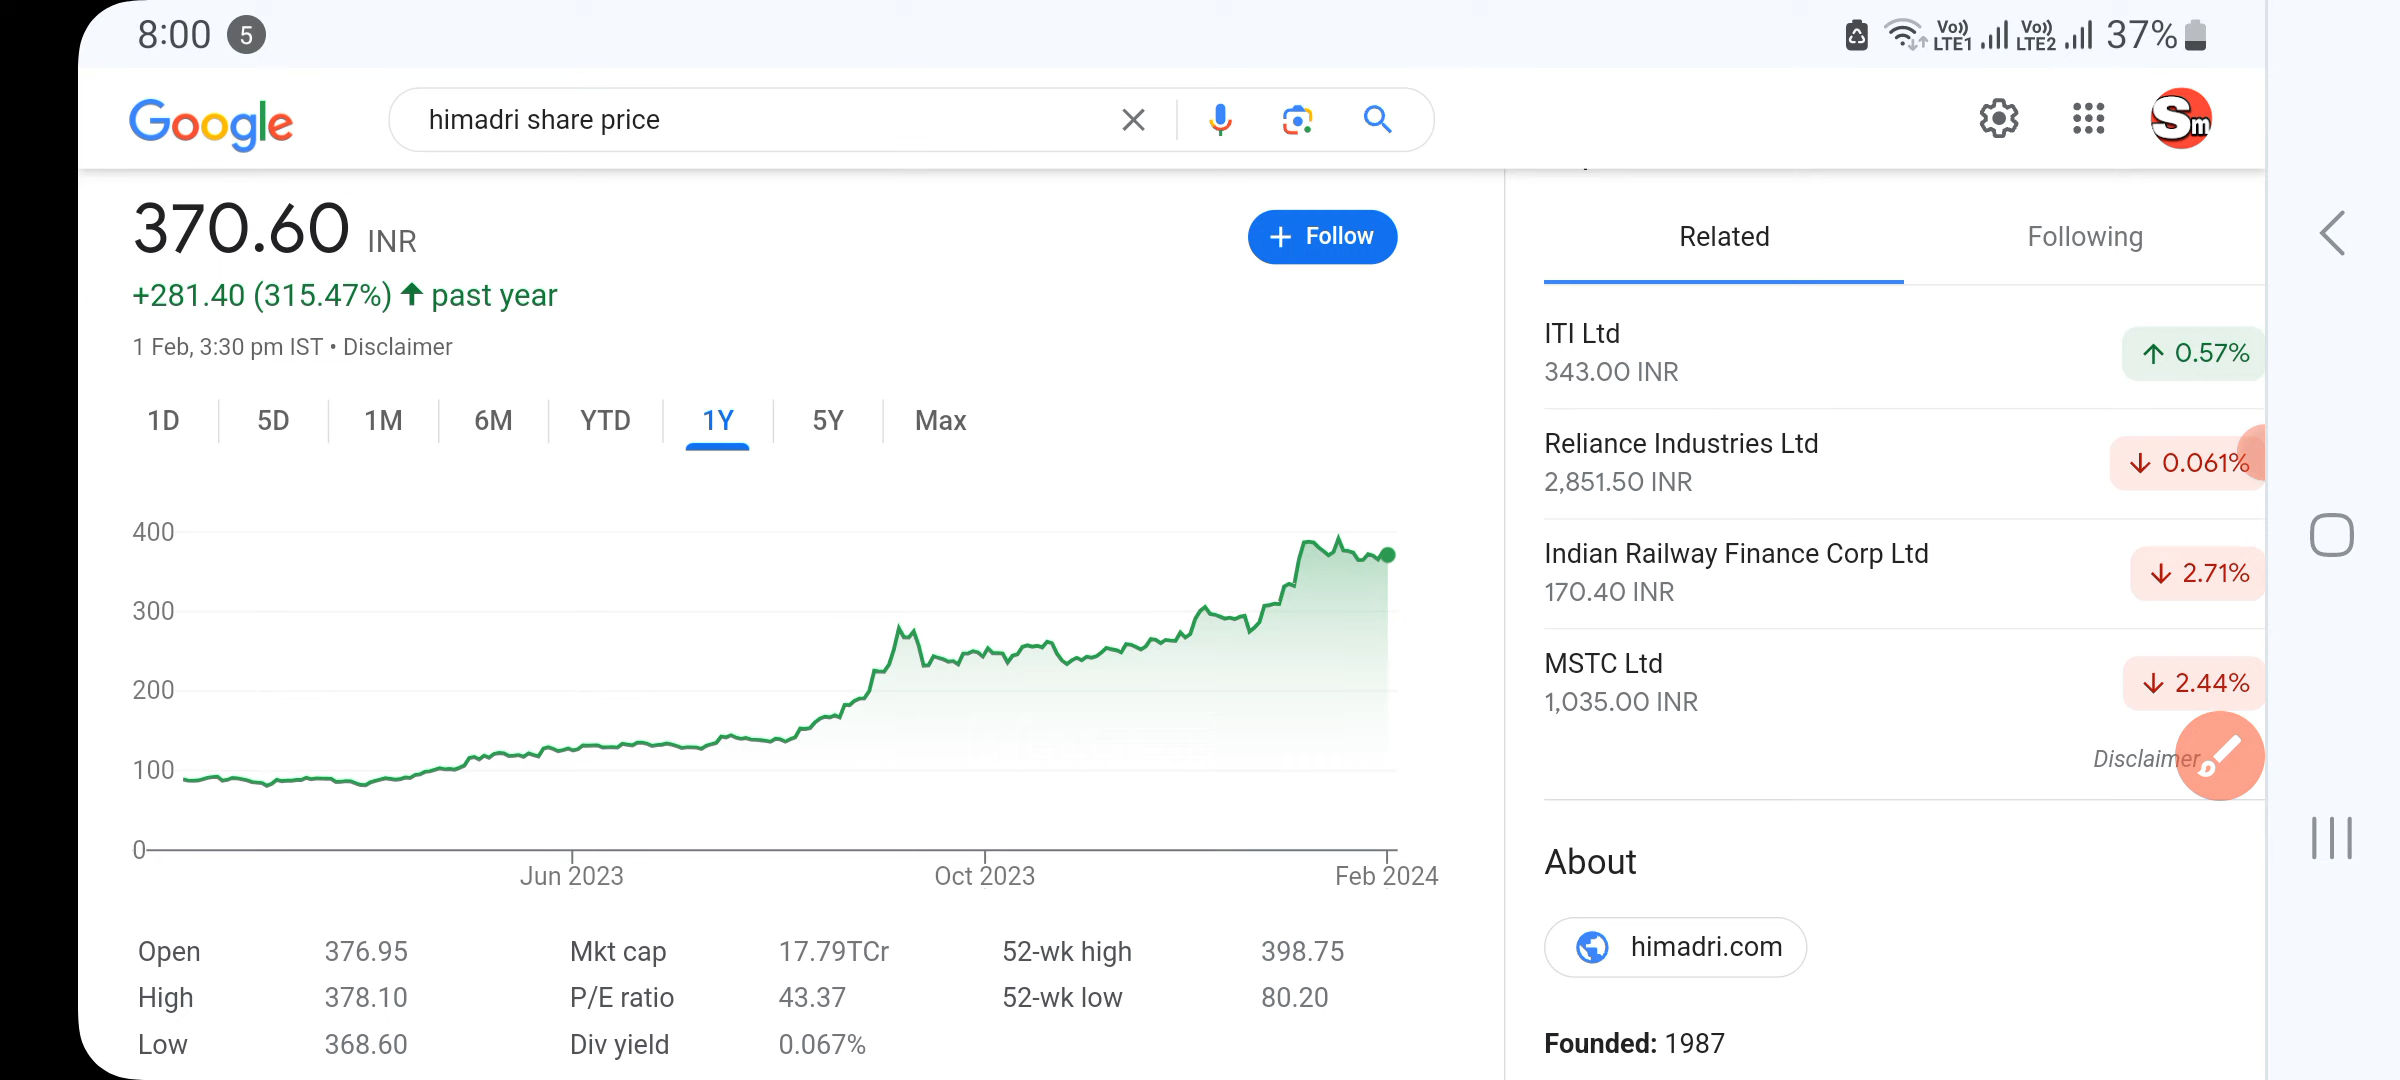 8:00 5
Vo)) LTE1 Vo)) LTE2 37%
Google
himadri share price
Sm
370.60 INR
+ Follow
+281.40 (315.47%) ↑ past year
1 Feb, 3:30 pm IST • Disclaimer
1D 5D 1M 6M YTD 1Y 5Y Max
400
300
200
100
0
Jun 2023 Oct 2023 Feb 2024
Open 376.95 Mkt cap 17.79TCr 52-wk high 398.75
High 378.10 P/E ratio 43.37 52-wk low 80.20
Low 368.60 Div yield 0.067%
Related Following
ITI Ltd
343.00 INR
↑ 0.57%
Reliance Industries Ltd
2,851.50 INR
↓ 0.061%
Indian Railway Finance Corp Ltd
170.40 INR
↓ 2.71%
MSTC Ltd
1,035.00 INR
↓ 2.44%
Disclaimer
About
himadri.com
Founded: 1987